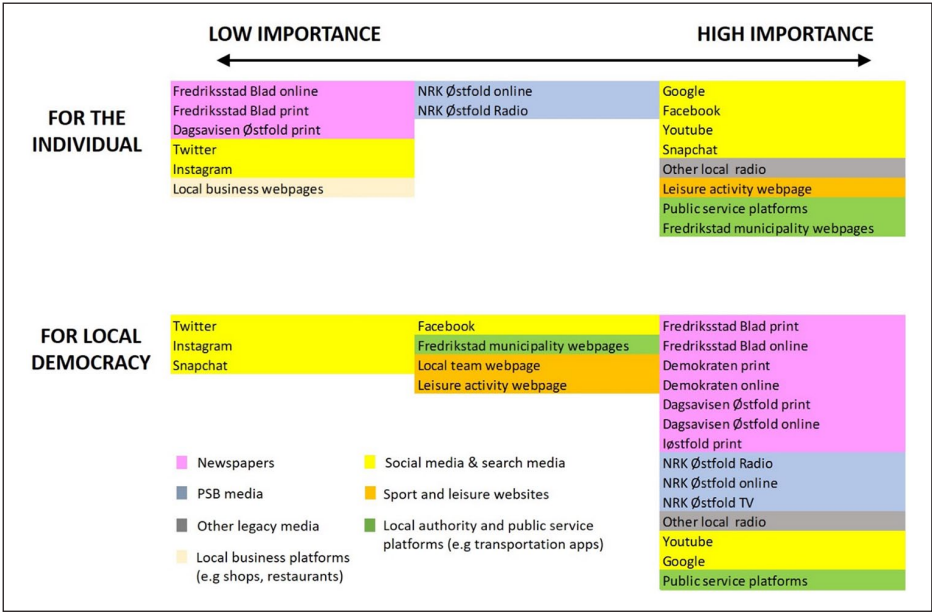 LOW IMPORTANCE
HIGH IMPORTANCE
FOR THE
INDIVIDUAL
Fredriksstad Blad online
Fredriksstad Blad print
Dagsavisen Østfold print
Twitter
Instagram
Local business webpages
NRK Østfold online
NRK Østfold Radio
Google
Facebook
Youtube
Snapchat
Other local radio
Leisure activity webpage
Public service platforms
Fredrikstad municipality webpages
FOR LOCAL
DEMOCRACY
Twitter
Instagram
Snapchat
Facebook
Fredrikstad municipality webpages
Local team webpage
Leisure activity webpage
Fredriksstad Blad print
Fredriksstad Blad online
Demokraten print
Demokraten online
Dagsavisen Østfold print
Dagsavisen Østfold online
Iøstfold print
NRK Østfold Radio
NRK Østfold online
NRK Østfold TV
Other local radio
Youtube
Google
Public service platforms
Newspapers
PSB media
Other legacy media
Local business platforms
(e.g shops, restaurants)
Social media & search media
Sport and leisure websites
Local authority and public service
platforms (e.g transportation apps)